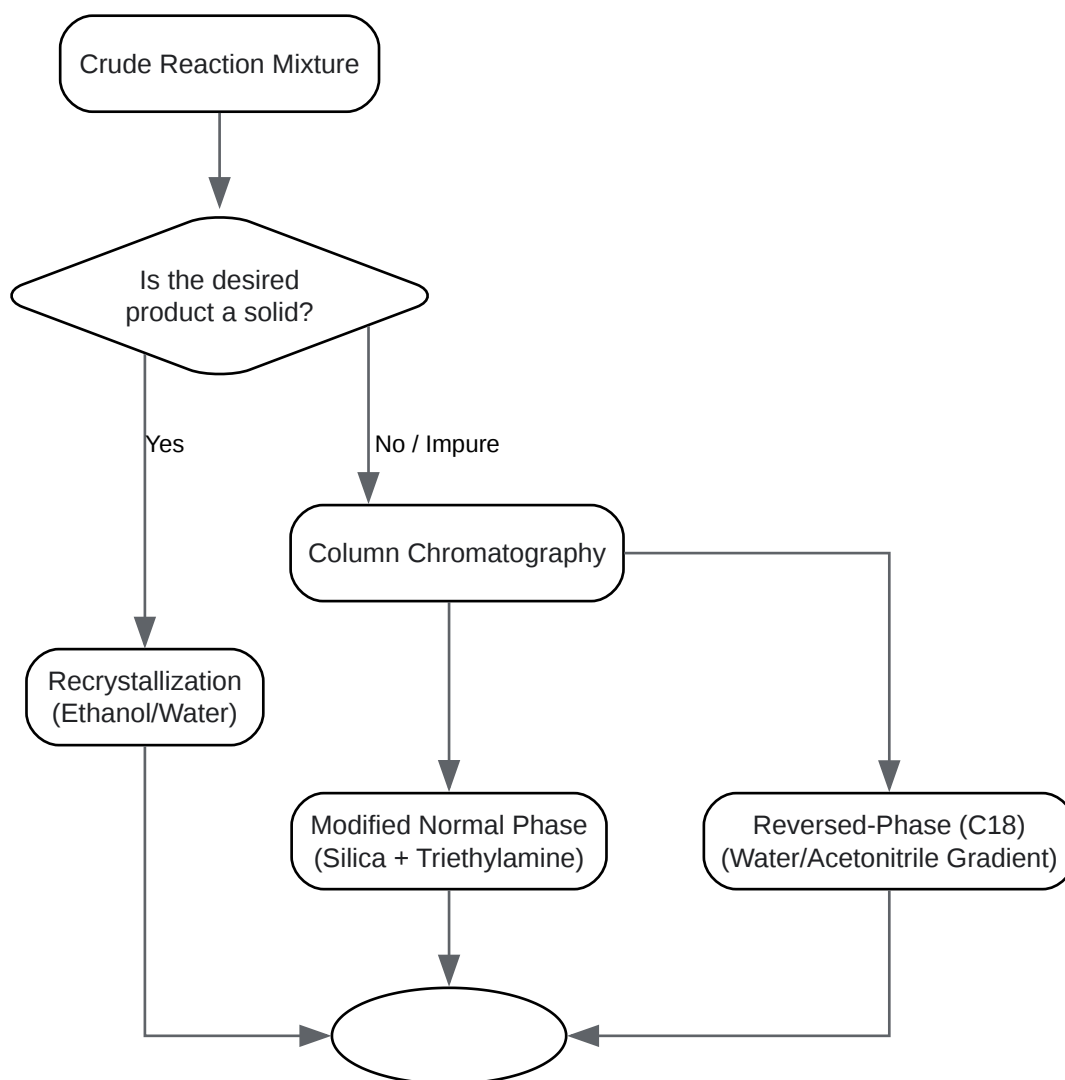 Crude Reaction Mixture
Is the desired
product a solid?
Yes
No / Impure
Column Chromatography
Recrystallization
(Ethanol/Water)
Modified Normal Phase
(Silica + Triethylamine)
Reversed-Phase (C18)
(Water/Acetonitrile Gradient)